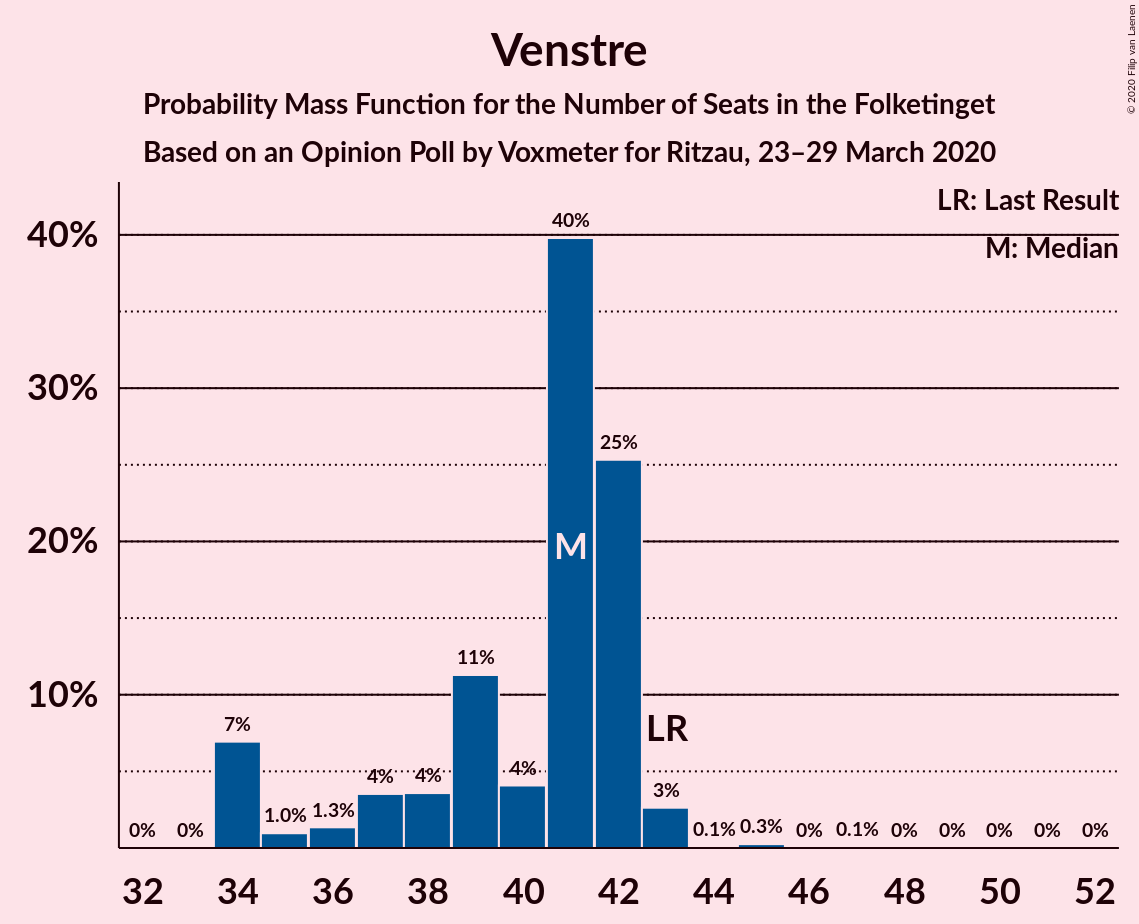 © 2020 Filip van Laenen
Venstre
Probability Mass Function for the Number of Seats in the Folketinget
Based on an Opinion Poll by Voxmeter for Ritzau, 23–29 March 2020
LR: Last Result
M: Median
40%
30%
20%
10%
0% 0% 7% 1.0% 1.3% 4% 4% 11% 4% 40% 25% 3% 0.1% 0.3% 0% 0.1% 0% 0% 0% 0% 0%
M
LR
32 34 36 38 40 42 44 46 48 50 52